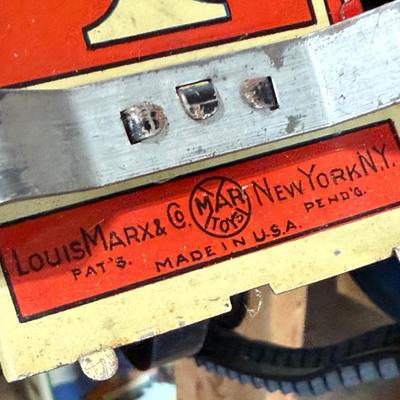 Louis Marx & Co. MAR TOYS New York N.Y.
PAT'S. MADE IN U.S.A. PEND'G.